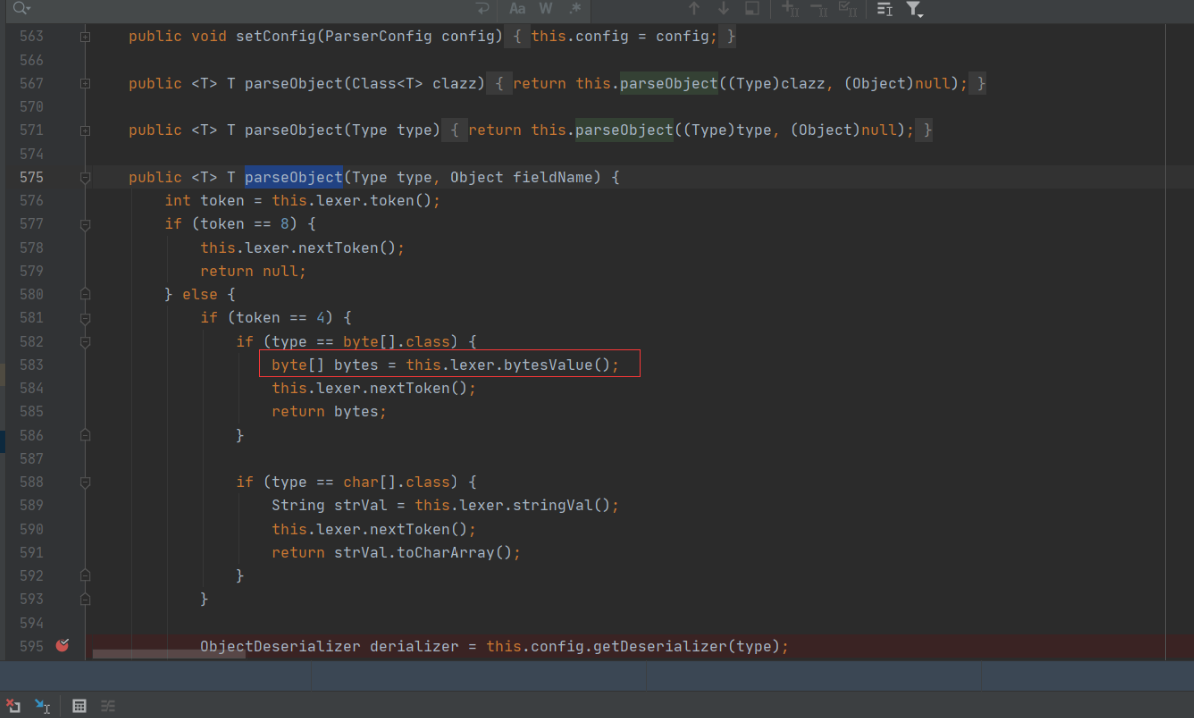 Aa W .*
563 public void setConfig(ParserConfig config) { this.config = config; }
566
567 public <T> T parseObject(Class<T> clazz) { return this.parseObject((Type)clazz, (Object)null); }
570
571 public <T> T parseObject(Type type) { return this.parseObject((Type)type, (Object)null); }
574
575 public <T> T parseObject(Type type, Object fieldName) {
576 int token = this.lexer.token();
577 if (token == 8) {
578 this.lexer.nextToken();
579 return null;
580 } else {
581 if (token == 4) {
582 if (type == byte[].class) {
583 byte[] bytes = this.lexer.bytesValue();
584 this.lexer.nextToken();
585 return bytes;
586 }
587
588 if (type == char[].class) {
589 String strVal = this.lexer.stringVal();
590 this.lexer.nextToken();
591 return strVal.toCharArray();
592 }
593 }
594
595 ObjectDeserializer derializer = this.config.getDeserializer(type);